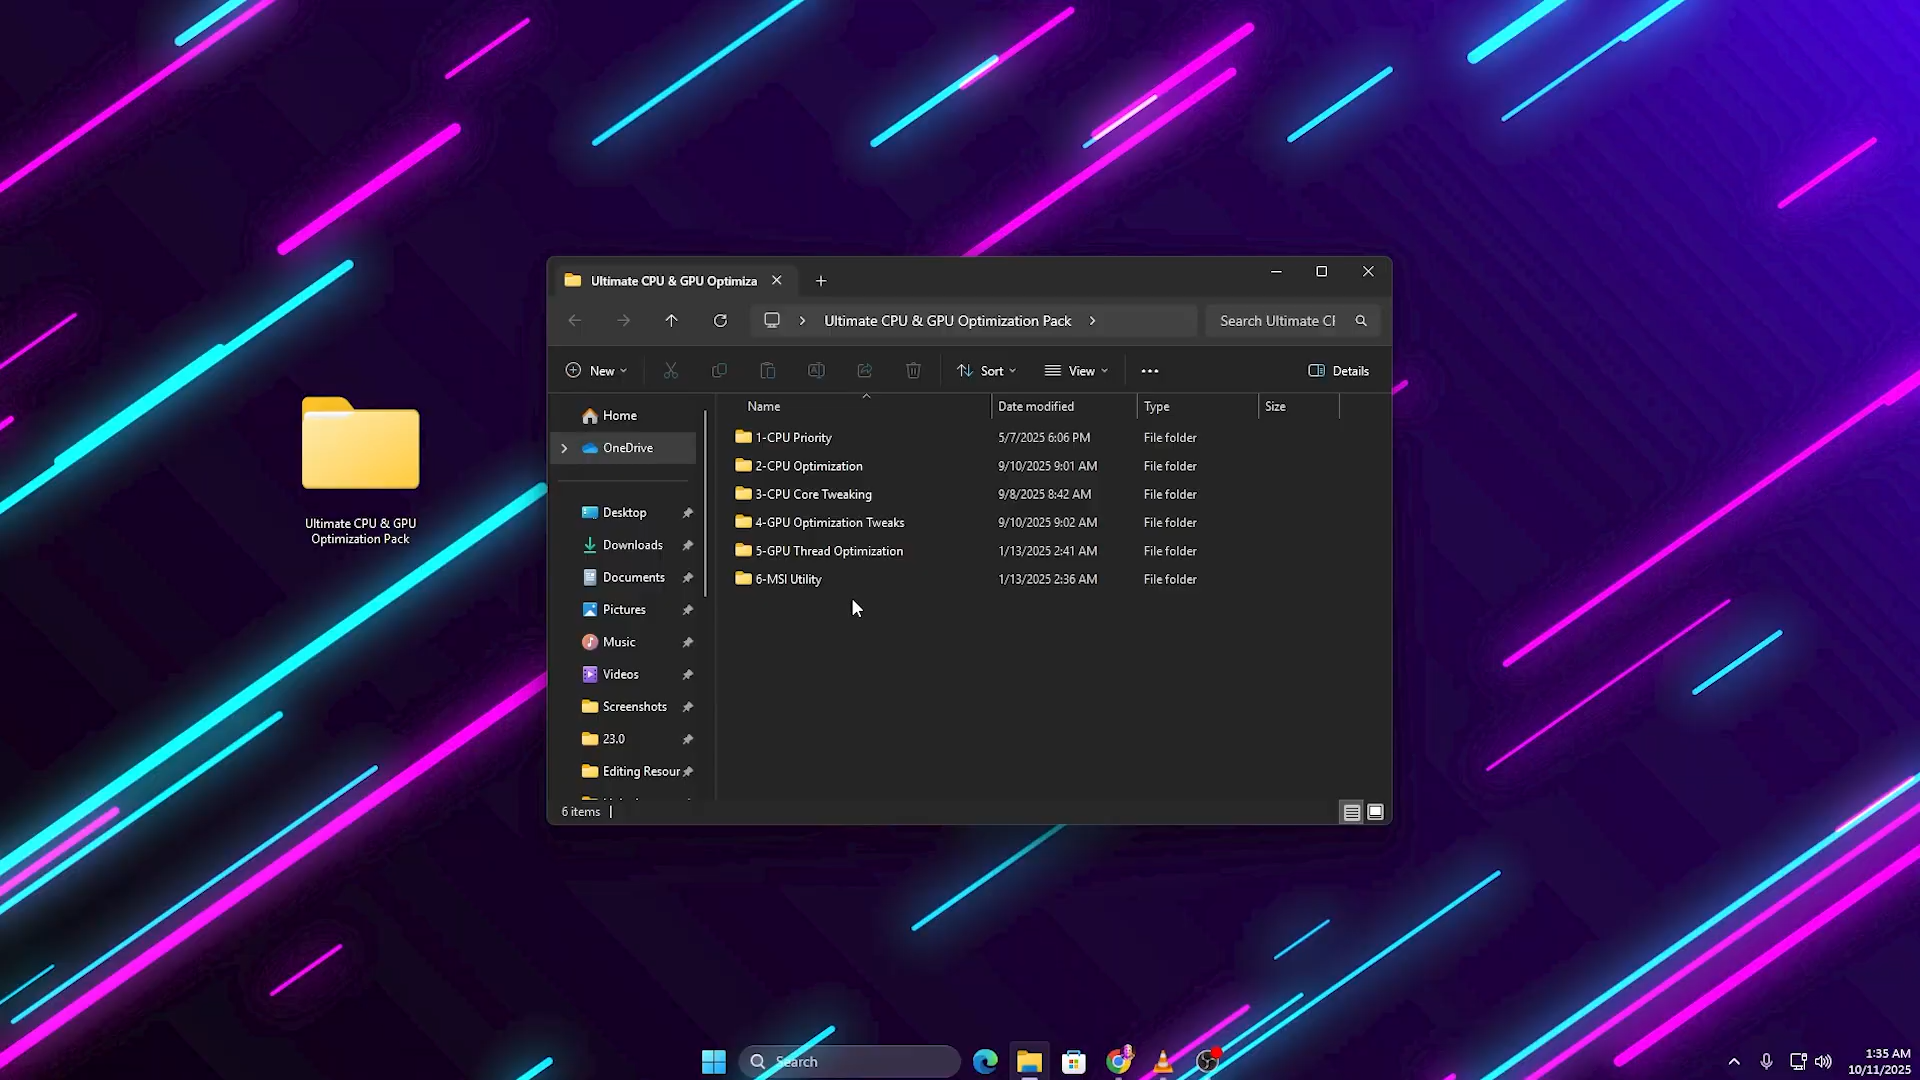 Ultimate CPU & GPU
Optimization Pack
Ultimate CPU & GPU Optimiza
Ultimate CPU & GPU Optimization Pack
Search Ultimate CF
New
Sort
View
Details
Name Date modified Type Size
Home
OneDrive
Desktop
Downloads
Documents
Pictures
Music
Videos
Screenshots
23.0
Editing Resour
1-CPU Priority 5/7/2025 6:06 PM File folder
2-CPU Optimization 9/10/2025 9:01 AM File folder
3-CPU Core Tweaking 9/8/2025 8:42 AM File folder
4-GPU Optimization Tweaks 9/10/2025 9:02 AM File folder
5-GPU Thread Optimization 1/13/2025 2:41 AM File folder
6-MSI Utility 1/13/2025 2:36 AM File folder
6 items
Search
1:35 AM
10/11/2025